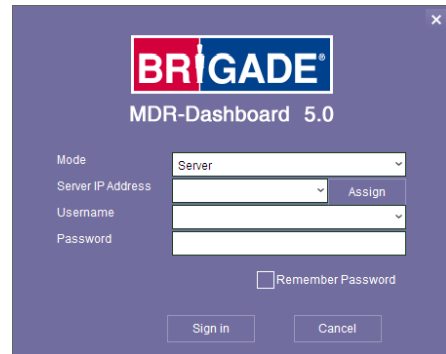 ×
BRIGADE®
MDR-Dashboard 5.0
Mode Server
Server IP Address Assign
Username
Password
Remember Password
Sign in Cancel